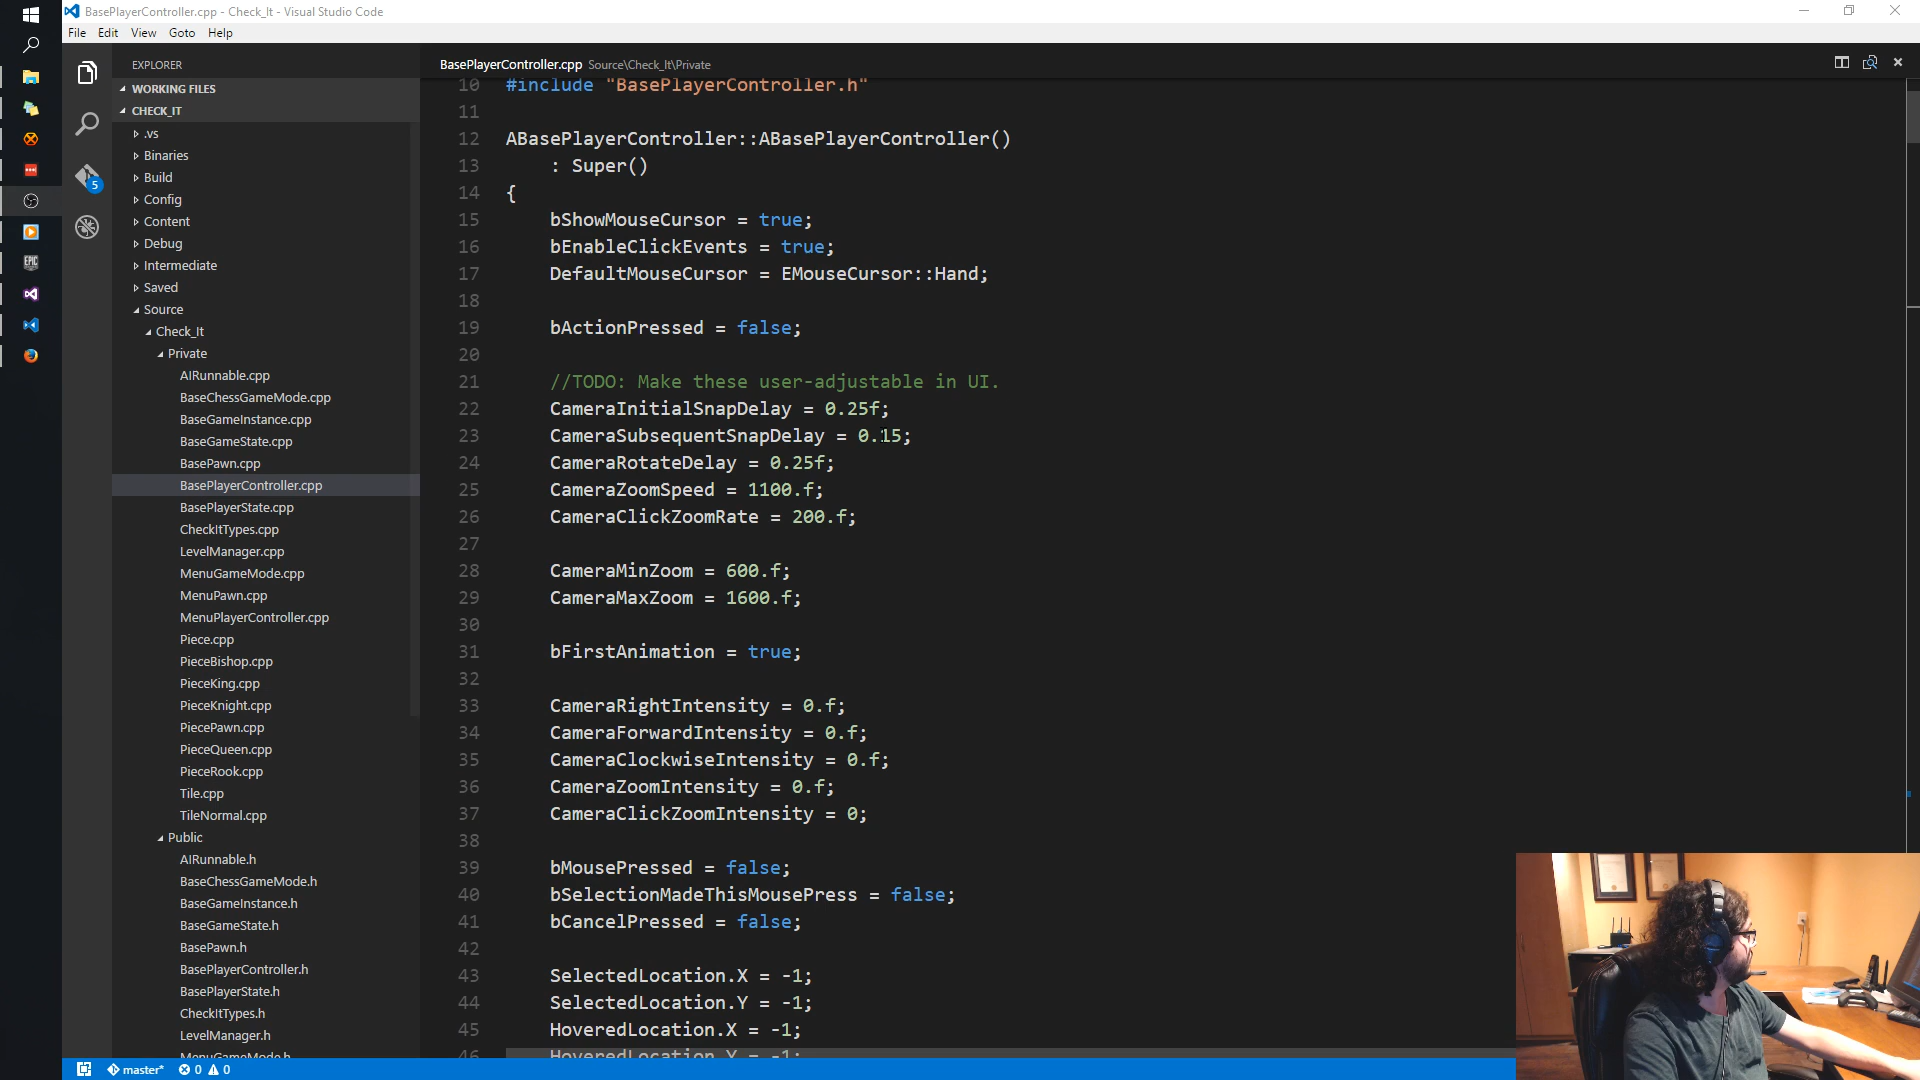 BasePlayerController.cpp - Check_It - Visual Studio Code
File Edit View Goto Help
EXPLORER
WORKING FILES
CHECK_IT
.vs
Binaries
Build
Config
Content
Debug
Intermediate
Saved
Source
Check_It
Private
AIRunnable.cpp
BaseChessGameMode.cpp
BaseGameInstance.cpp
BaseGameState.cpp
BasePawn.cpp
BasePlayerController.cpp
BasePlayerState.cpp
CheckItTypes.cpp
LevelManager.cpp
MenuGameMode.cpp
MenuPawn.cpp
MenuPlayerController.cpp
Piece.cpp
PieceBishop.cpp
PieceKing.cpp
PieceKnight.cpp
PiecePawn.cpp
PieceQueen.cpp
PieceRook.cpp
Tile.cpp
TileNormal.cpp
Public
AIRunnable.h
BaseChessGameMode.h
BaseGameInstance.h
BaseGameState.h
BasePawn.h
BasePlayerController.h
BasePlayerState.h
CheckItTypes.h
LevelManager.h
MenuGameMode.h
5
EPIC
BasePlayerController.cpp Source\Check_It\Private
10 #include "BasePlayerController.h"
11
12 ABasePlayerController::ABasePlayerController()
13 : Super()
14 {
15 bShowMouseCursor = true;
16 bEnableClickEvents = true;
17 DefaultMouseCursor = EMouseCursor::Hand;
18
19 bActionPressed = false;
20
21 //TODO: Make these user-adjustable in UI.
22 CameraInitialSnapDelay = 0.25f;
23 CameraSubsequentSnapDelay = 0.15;
24 CameraRotateDelay = 0.25f;
25 CameraZoomSpeed = 1100.f;
26 CameraClickZoomRate = 200.f;
27
28 CameraMinZoom = 600.f;
29 CameraMaxZoom = 1600.f;
30
31 bFirstAnimation = true;
32
33 CameraRightIntensity = 0.f;
34 CameraForwardIntensity = 0.f;
35 CameraClockwiseIntensity = 0.f;
36 CameraZoomIntensity = 0.f;
37 CameraClickZoomIntensity = 0;
38
39 bMousePressed = false;
40 bSelectionMadeThisMousePress = false;
41 bCancelPressed = false;
42
43 SelectedLocation.X = -1;
44 SelectedLocation.Y = -1;
45 HoveredLocation.X = -1;
46 HoveredLocation.Y = -1;
master* 0 0